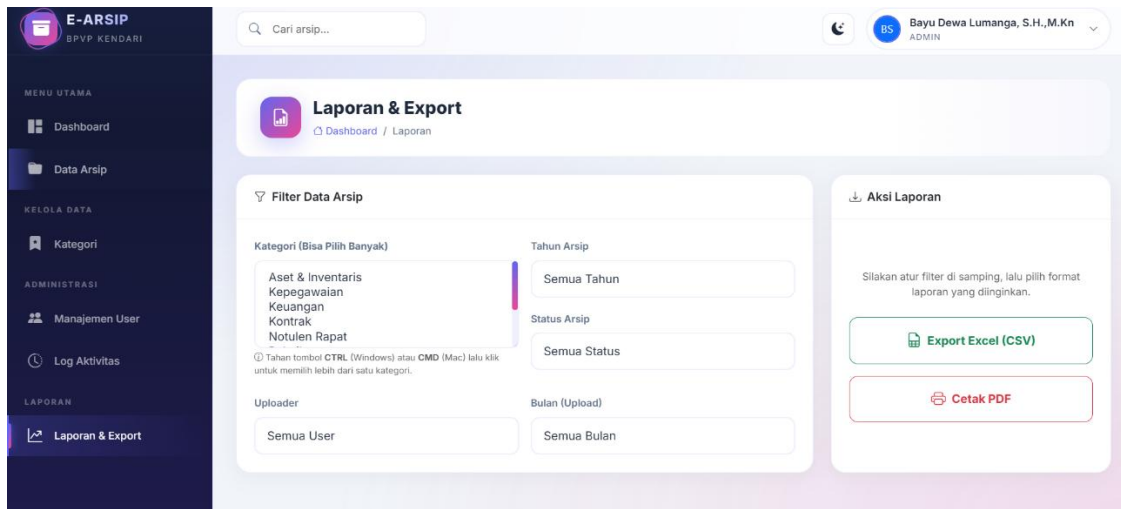 E-ARSIP
BPVP KENDARI
MENU UTAMA
Dashboard
Data Arsip
KELOLA DATA
Kategori
ADMINISTRASI
Manajemen User
Log Aktivitas
LAPORAN
Laporan & Export
Cari arsip...
BS
Bayu Dewa Lumanga, S.H.,M.Kn
ADMIN
Laporan & Export
Dashboard / Laporan
Filter Data Arsip
Kategori (Bisa Pilih Banyak)
Aset & Inventaris
Kepegawaian
Keuangan
Kontrak
Notulen Rapat
Tahan tombol CTRL (Windows) atau CMD (Mac) lalu klik
untuk memilih lebih dari satu kategori.
Tahun Arsip
Semua Tahun
Status Arsip
Semua Status
Uploader
Semua User
Bulan (Upload)
Semua Bulan
Aksi Laporan
Silakan atur filter di samping, lalu pilih format
laporan yang diinginkan.
Export Excel (CSV)
Cetak PDF